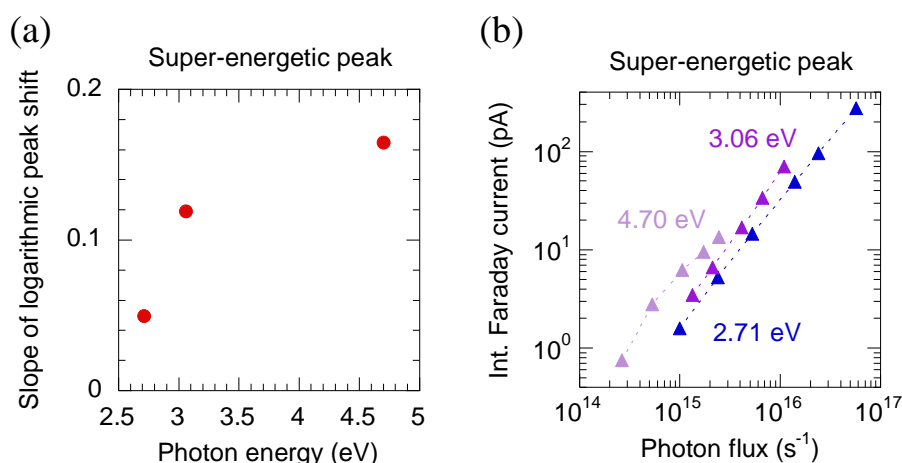 (a)
Super-energetic peak
Slope of logarithmic peak shift
0.2
0.1
0
2.5 3 3.5 4 4.5 5
Photon energy (eV)
(b)
Super-energetic peak
Int. Faraday current (pA)
10²
10¹
10⁰
3.06 eV
4.70 eV
2.71 eV
10¹⁴ 10¹⁵ 10¹⁶ 10¹⁷
Photon flux (s⁻¹)